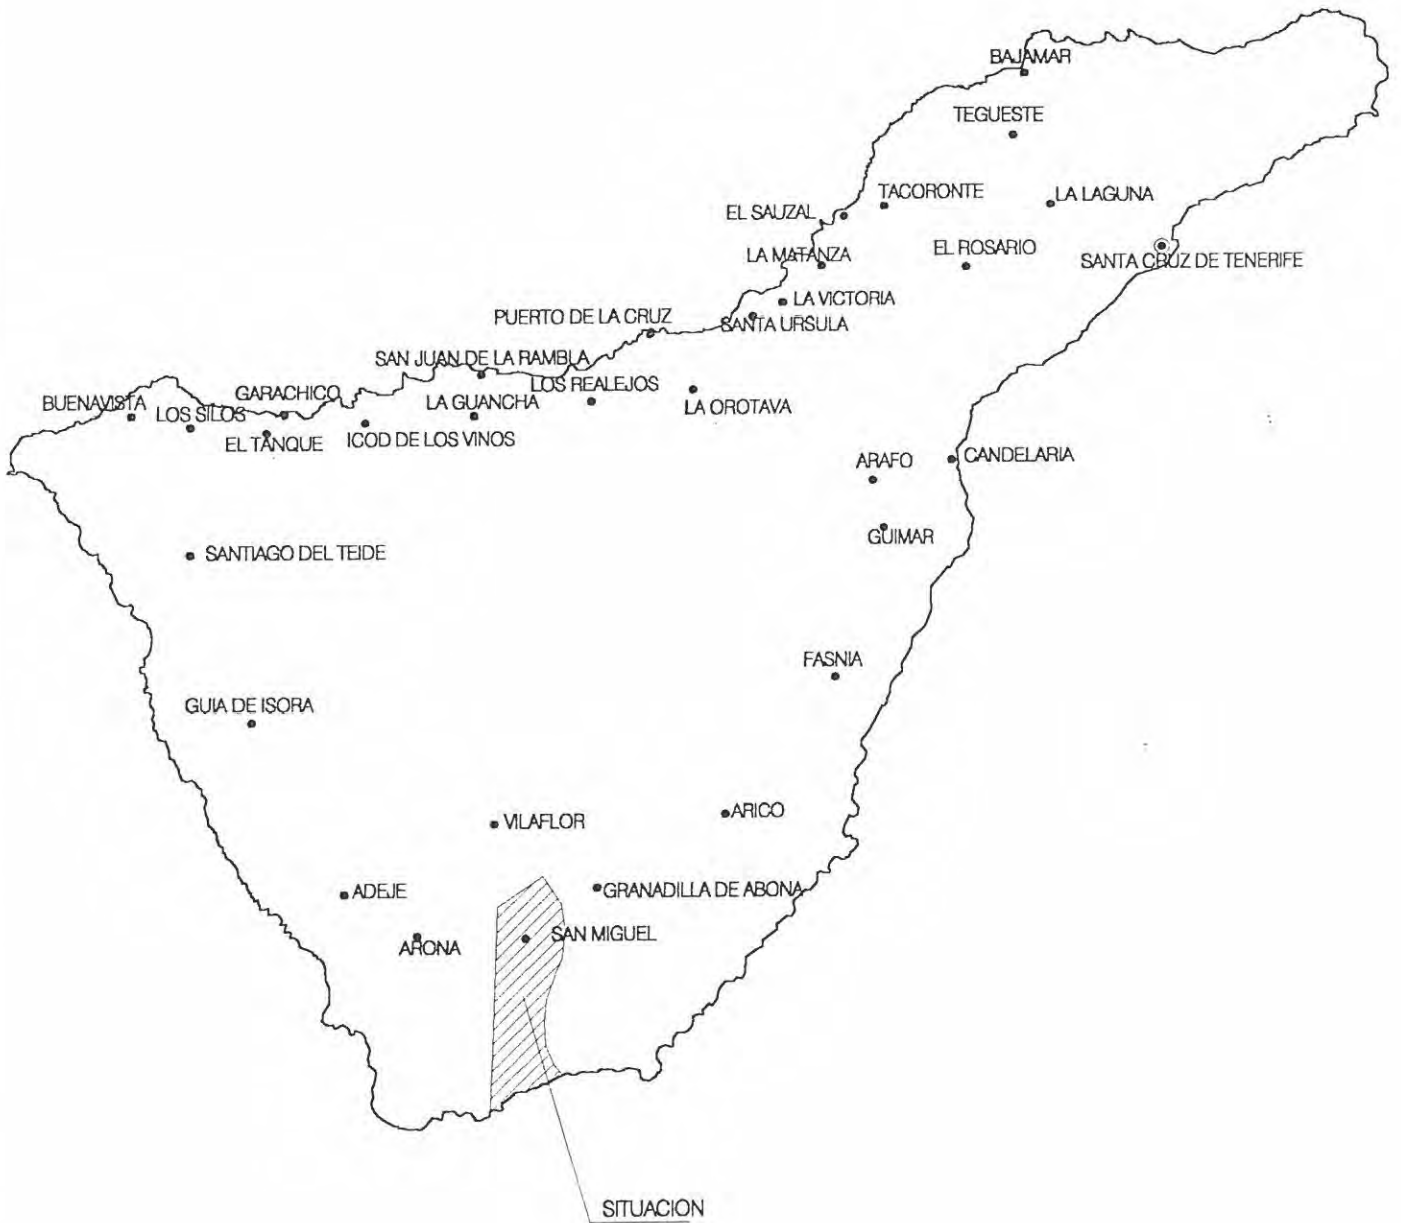 BAJAMAR
TEGUESTE
TACORONTE
LA LAGUNA
EL SAUZAL
LA MATANZA
EL ROSARIO
SANTA CRUZ DE TENERIFE
LA VICTORIA
PUERTO DE LA CRUZ
SANTA URSULA
SAN JUAN DE LA RAMBLA
LOS REALEJOS
GARACHICO
BUENAVISTA
LOS SILOS
LA GUANCHA
LA OROTAVA
EL TANQUE
ICOD DE LOS VINOS
ARAFO
CANDELARIA
GUIMAR
SANTIAGO DEL TEIDE
FASNIA
GUIA DE ISORA
ARICO
VILAFLOR
ADEJE
GRANADILLA DE ABONA
ARONA
SAN MIGUEL
SITUACION